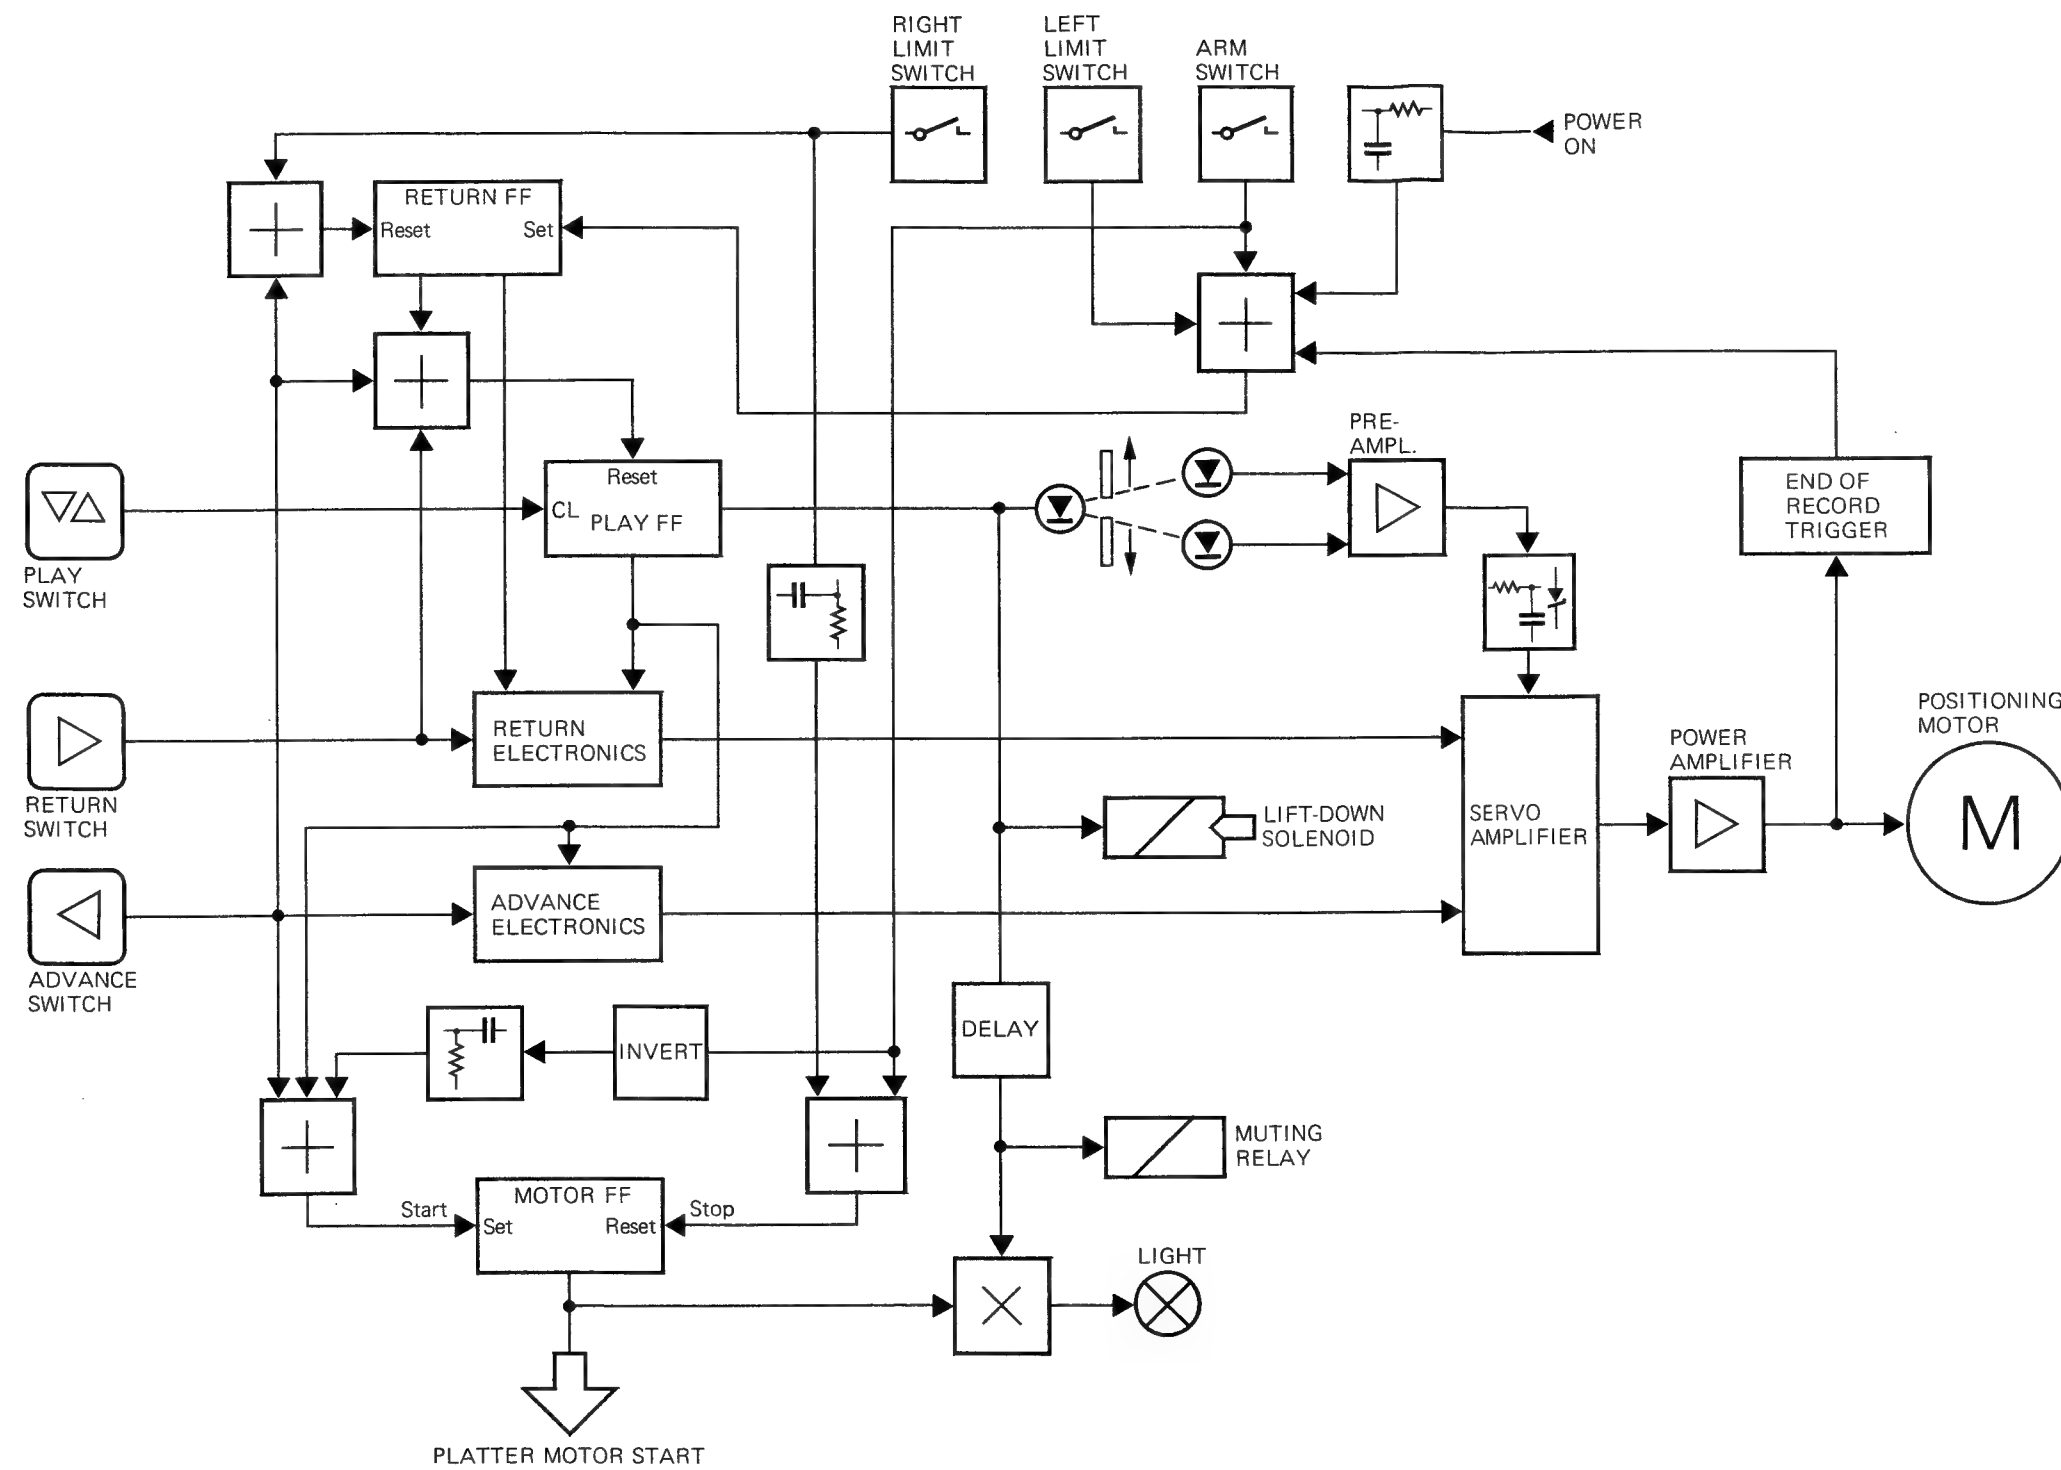 RIGHT
LIMIT
SWITCH
LEFT
LIMIT
SWITCH
ARM
SWITCH
POWER
ON
RETURN FF
Reset
Set
PRE-
AMPL.
Reset
CL
PLAY FF
END OF
RECORD
TRIGGER
PLAY
SWITCH
RETURN
ELECTRONICS
RETURN
SWITCH
POSITIONING
MOTOR
POWER
AMPLIFIER
LIFT-DOWN
SOLENOID
SERVO
AMPLIFIER
M
ADVANCE
ELECTRONICS
ADVANCE
SWITCH
INVERT
DELAY
MUTING
RELAY
MOTOR FF
Start
Set
Reset
Stop
LIGHT
PLATTER MOTOR START